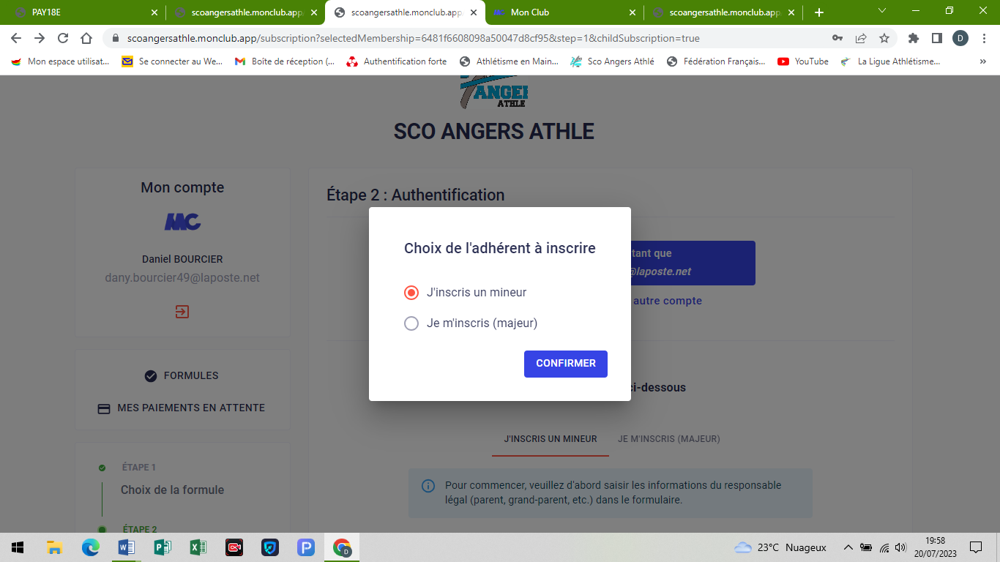 PAY18E
scoangersathle.monclub.app
scoangersathle.monclub.app
Mon Club
scoangersathle.monclub.app
scoangersathle.monclub.app/subscription?selectedMembership=6481f6608098a50047d8cf95&step=1&childSubscription=true
D
Mon espace utilisat...
Se connecter au We...
Boîte de réception (...
Authentification forte
Athlétisme en Main...
Sco Angers Athlé
Fédération Français...
YouTube
La Ligue Athlétisme...
»
ATHLE
SCO ANGERS ATHLE
Mon compte
MC
Daniel BOURCIER
dany.bourcier49@laposte.net
FORMULES
MES PAIEMENTS EN ATTENTE
ÉTAPE 1
Choix de la formule
ÉTAPE 2
Étape 2 : Authentification
tant que
@laposte.net
autre compte
Choix de l'adhérent à inscrire
J'inscris un mineur
Je m'inscris (majeur)
CONFIRMER
ci-dessous
J'INSCRIS UN MINEUR
JE M'INSCRIS (MAJEUR)
Pour commencer, veuillez d'abord saisir les informations du responsable
légal (parent, grand-parent, etc.) dans le formulaire.
23°C Nuageux
19:58
20/07/2023